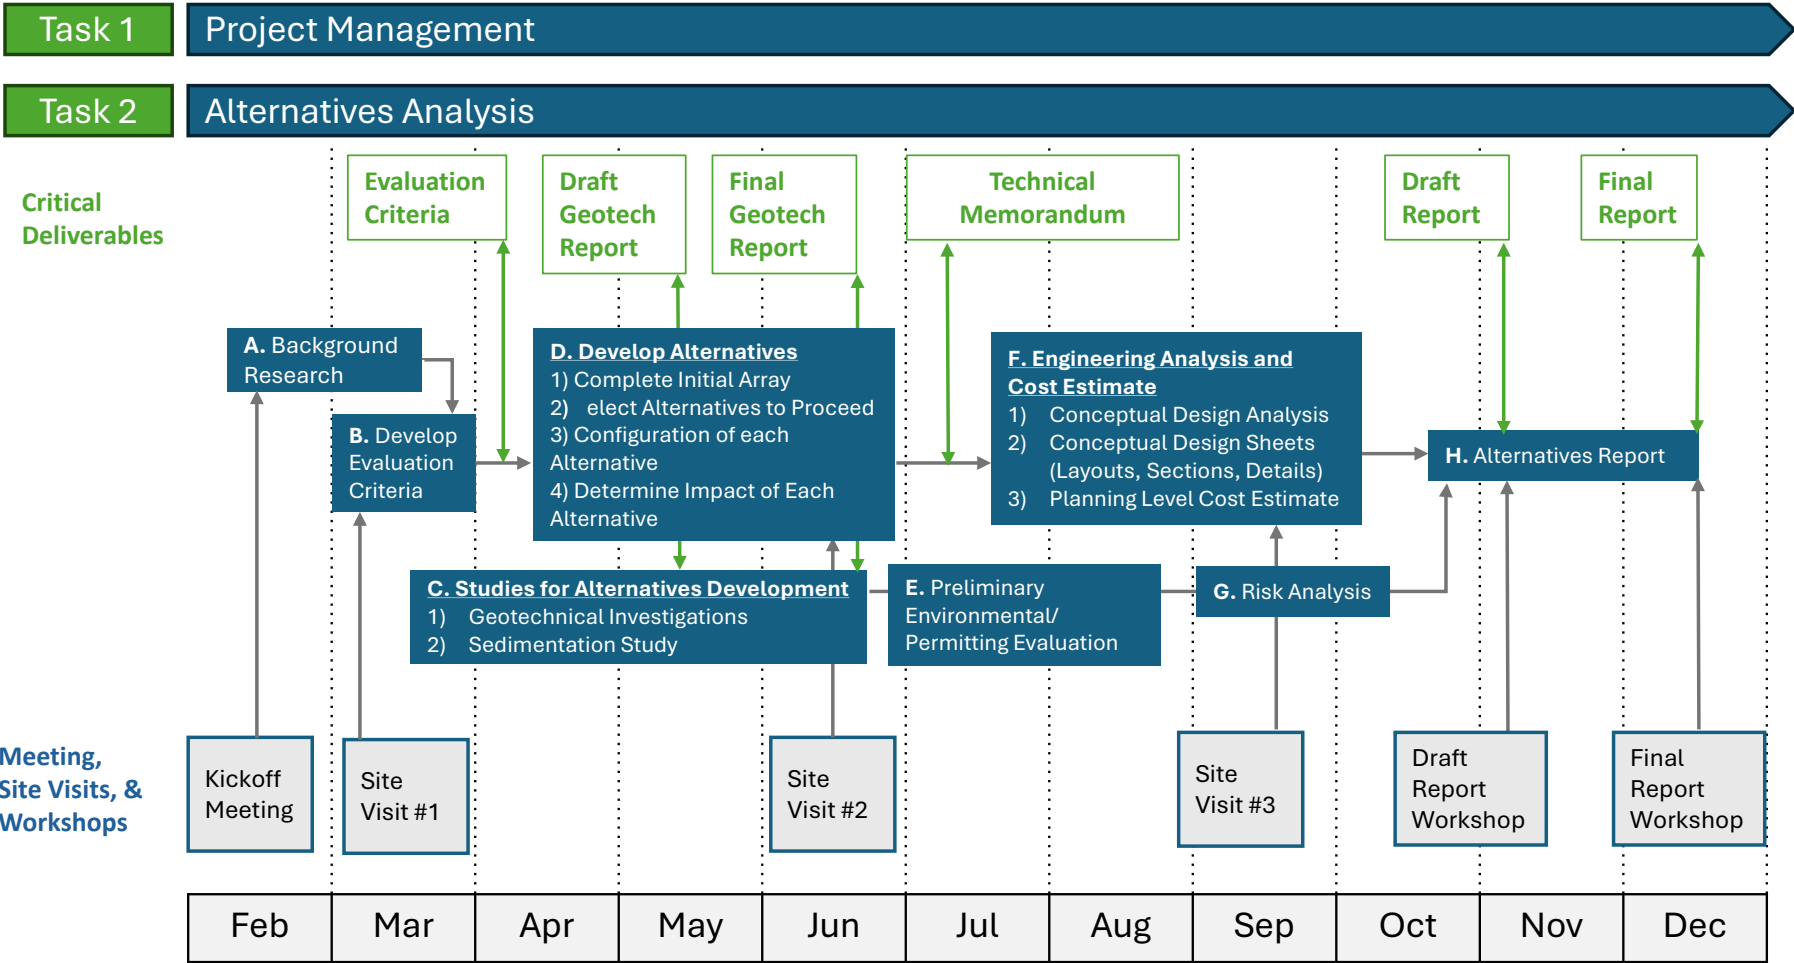 Task 1
Project Management
Task 2
Alternatives Analysis
Critical
Deliverables
Evaluation
Criteria
Draft
Geotech
Report
Final
Geotech
Report
Technical
Memorandum
Draft
Report
Final
Report
A. Background
Research
B. Develop
Evaluation
Criteria
D. Develop Alternatives
1) Complete Initial Array
2) elect Alternatives to Proceed
3) Configuration of each
Alternative
4) Determine Impact of Each
Alternative
C. Studies for Alternatives Development
1) Geotechnical Investigations
2) Sedimentation Study
E. Preliminary
Environmental/
Permitting Evaluation
F. Engineering Analysis and
Cost Estimate
1) Conceptual Design Analysis
2) Conceptual Design Sheets
(Layouts, Sections, Details)
3) Planning Level Cost Estimate
G. Risk Analysis
H. Alternatives Report
Meeting,
Site Visits, &
Workshops
Kickoff
Meeting
Site
Visit #1
Site
Visit #2
Site
Visit #3
Draft
Report
Workshop
Final
Report
Workshop
Feb
Mar
Apr
May
Jun
Jul
Aug
Sep
Oct
Nov
Dec